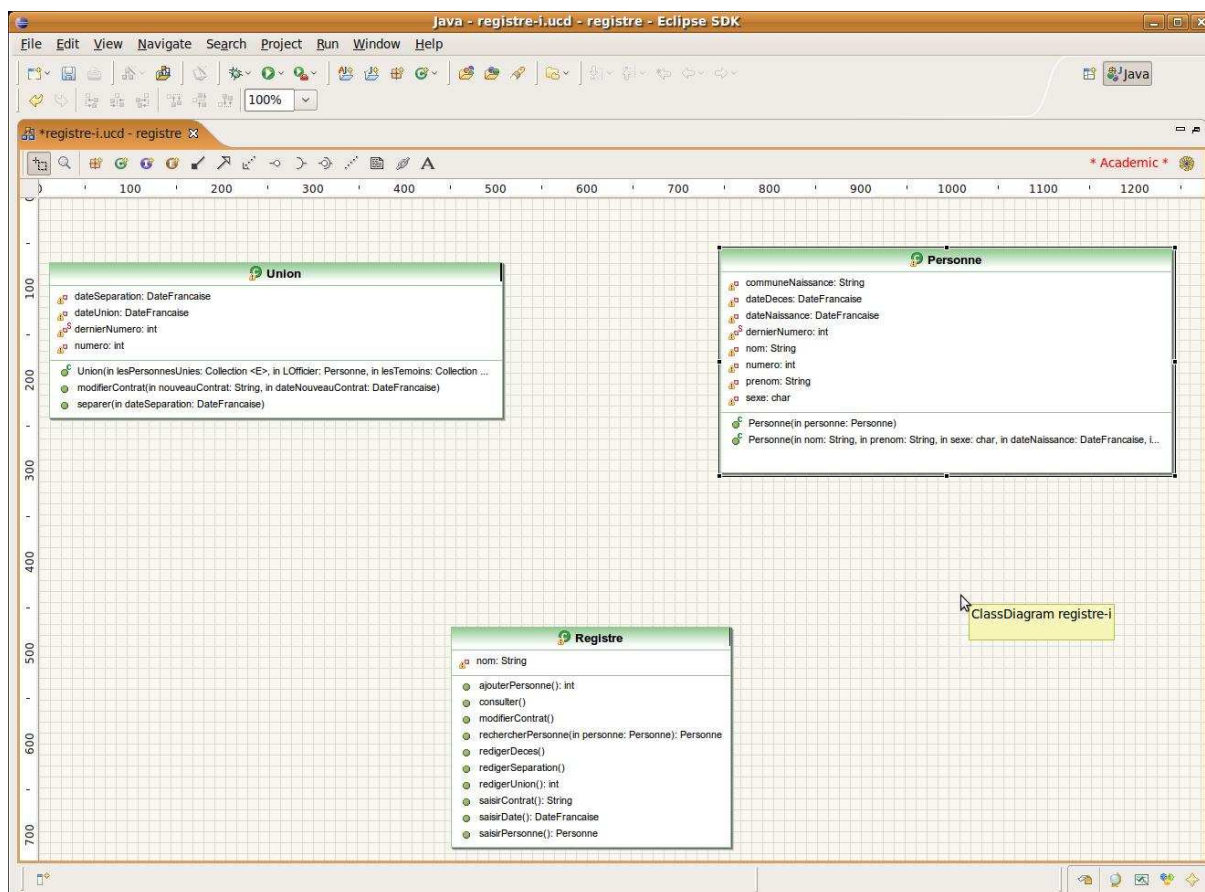 Java - registre-i.ucd - registre - Eclipse SDK
File Edit View Navigate Search Project Run Window Help
Java
100%
*registre-i.ucd - registre
* Academic *
0 100 200 300 400 500 600 700 800 900 1000 1100 1200
0
100
200
300
400
500
600
700
Union
dateSeparation: DateFrancaise
dateUnion: DateFrancaise
dernierNumero: int
numero: int
Union(in lesPersonnesUnies: Collection <E>, in LOfficier: Personne, in lesTemoins: Collection ...
modifierContrat(in nouveauContrat: String, in dateNouveauContrat: DateFrancaise)
separer(in dateSeparation: DateFrancaise)
Personne
communeNaissance: String
dateDeces: DateFrancaise
dateNaissance: DateFrancaise
dernierNumero: int
nom: String
numero: int
prenom: String
sexe: char
Personne(in personne: Personne)
Personne(in nom: String, in prenom: String, in sexe: char, in dateNaissance: DateFrancaise, i...
ClassDiagram registre-i
Registre
nom: String
ajouterPersonne(): int
consulter()
modifierContrat()
rechercherPersonne(in personne: Personne): Personne
redigerDeces()
redigerSeparation()
redigerUnion(): int
saisirContrat(): String
saisirDate(): DateFrancaise
saisirPersonne(): Personne